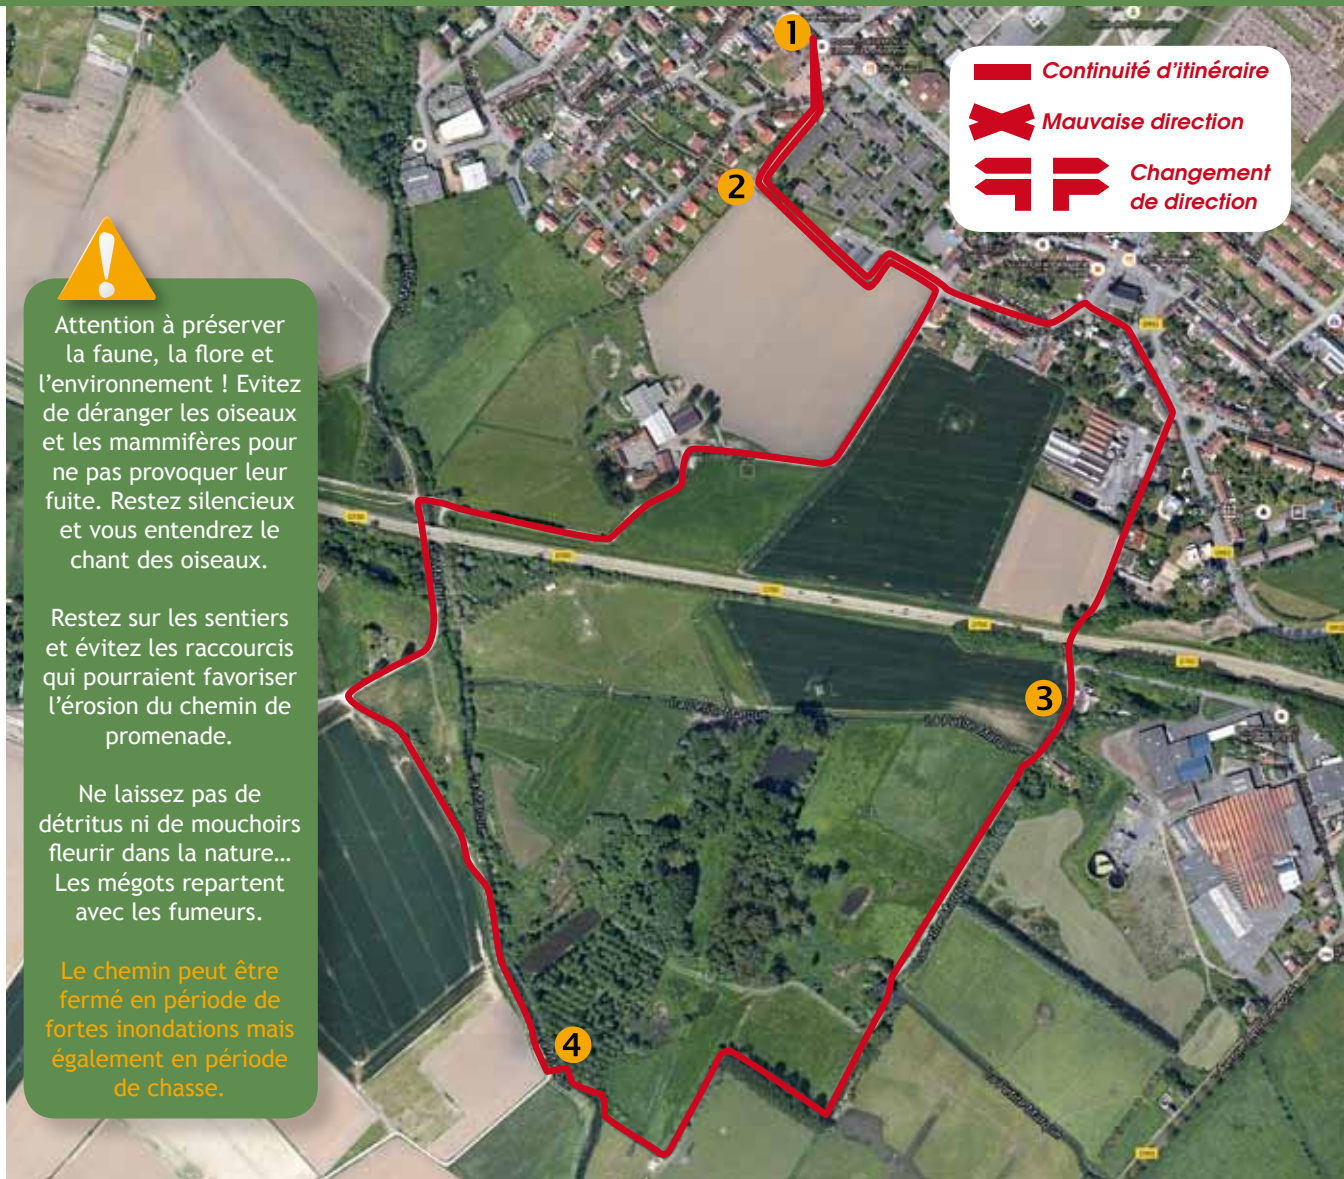 1
Continuité d'itinéraire
Mauvaise direction
Changement
de direction
2
!
Attention à préserver
la faune, la flore et
l'environnement ! Evitez
de déranger les oiseaux
et les mammifères pour
ne pas provoquer leur
fuite. Restez silencieux
et vous entendrez le
chant des oiseaux.
Restez sur les sentiers
et évitez les raccourcis
qui pourraient favoriser
l'érosion du chemin de
promenade.
Ne laissez pas de
détritus ni de mouchoirs
fleurir dans la nature…
Les mégots repartent
avec les fumeurs.
Le chemin peut être
fermé en période de
fortes inondations mais
également en période
de chasse.
3
La Petite Marque
4